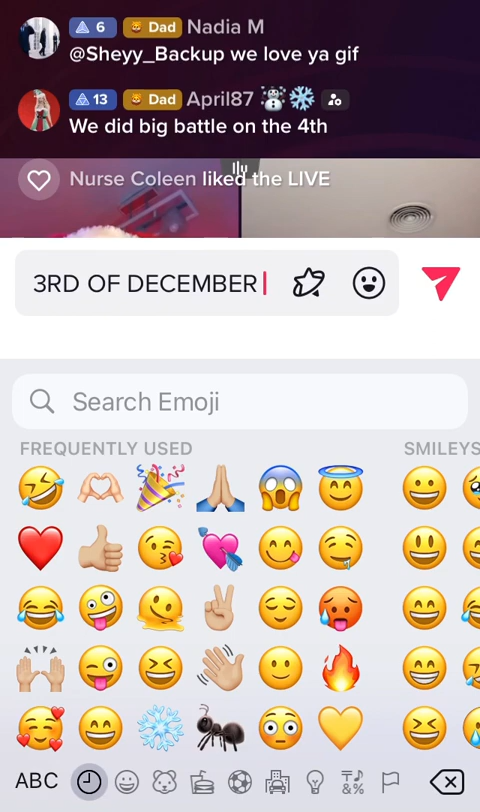 6 Dad Nadia M
@Sheyy_Backup we love ya gif
13 Dad April87
We did big battle on the 4th
Nurse Coleen liked the LIVE
3RD OF DECEMBER
Search Emoji
FREQUENTLY USED SMILEYS
ABC